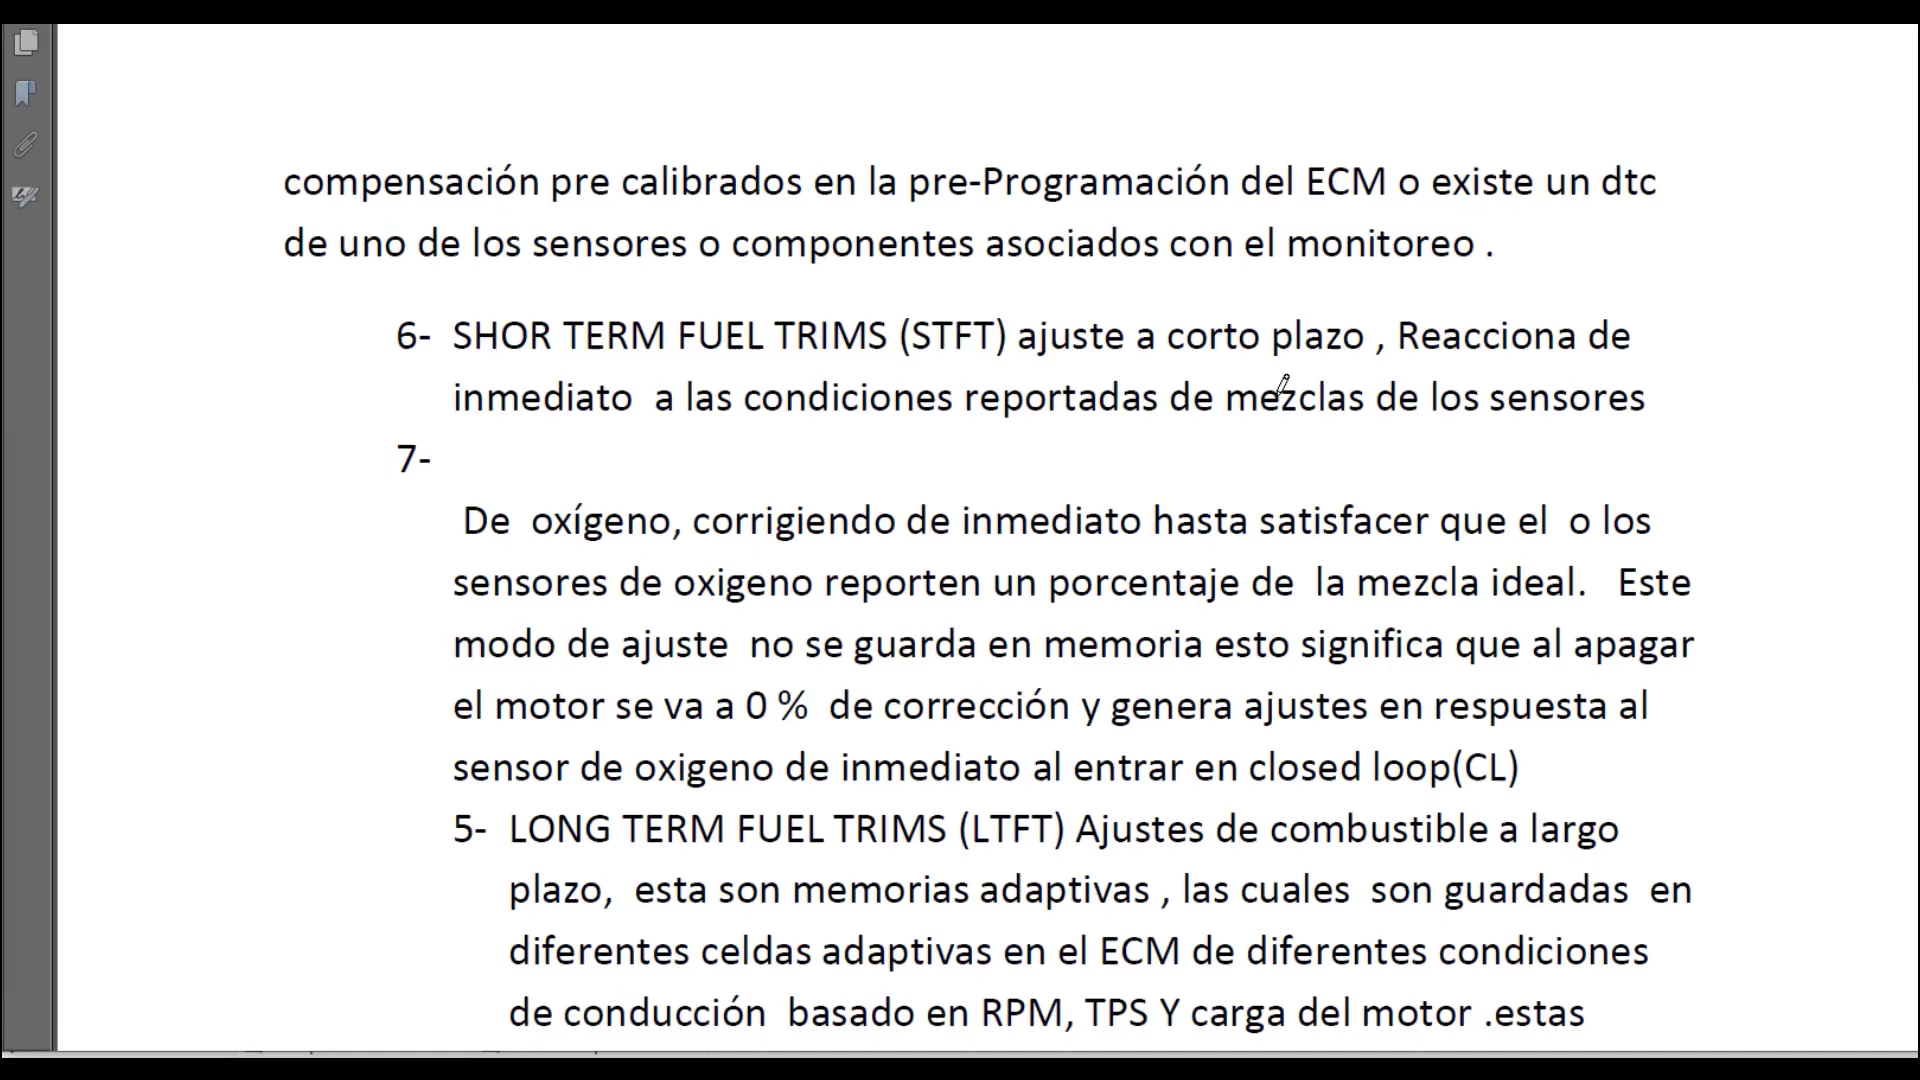 compensación pre calibrados en la pre-Programación del ECM o existe un dtc
de uno de los sensores o componentes asociados con el monitoreo .
6- SHOR TERM FUEL TRIMS (STFT) ajuste a corto plazo , Reacciona de
inmediato a las condiciones reportadas de mezclas de los sensores
7-
De oxígeno, corrigiendo de inmediato hasta satisfacer que el o los
sensores de oxigeno reporten un porcentaje de la mezcla ideal. Este
modo de ajuste no se guarda en memoria esto significa que al apagar
el motor se va a 0 % de corrección y genera ajustes en respuesta al
sensor de oxigeno de inmediato al entrar en closed loop(CL)
5- LONG TERM FUEL TRIMS (LTFT) Ajustes de combustible a largo
plazo, esta son memorias adaptivas , las cuales son guardadas en
diferentes celdas adaptivas en el ECM de diferentes condiciones
de conducción basado en RPM, TPS Y carga del motor .estas